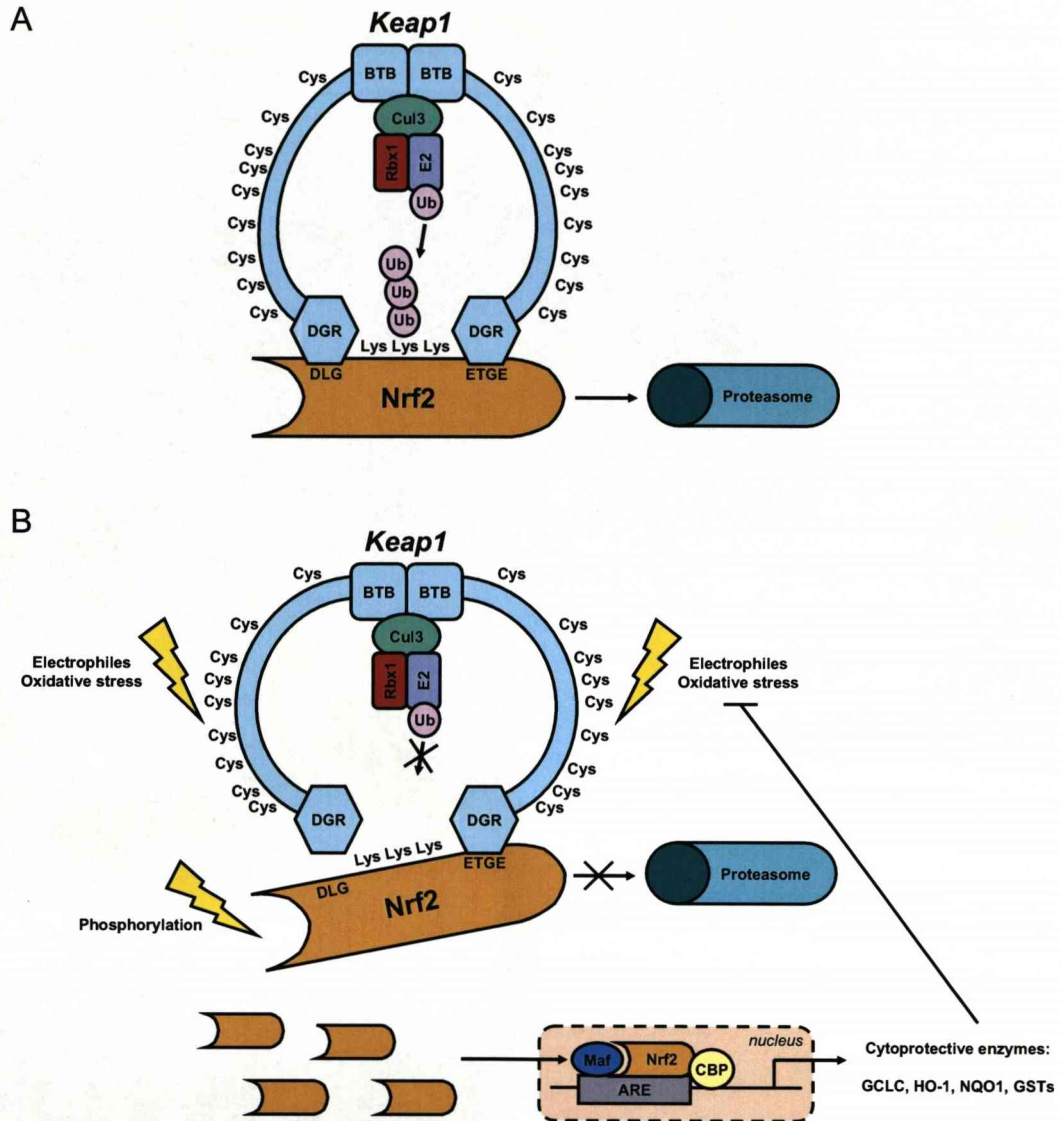 A
Keap1
BTB BTB
Cys Cys
Cul3
Cys Cys
Rbx1 E2
Cys Cys
Cys Cys
Cys Cys
Ub
Cys Cys
Cys Cys
Ub
Cys Cys
Ub
Cys Cys
Ub
DGR DGR
Lys Lys Lys
DLG ETGE
Nrf2
Proteasome
B
Keap1
Cys Cys
BTB BTB
Cys Cys
Cul3
Electrophiles
Oxidative stress
Cys Cys
Cys Cys
Cys Cys
Rbx1 E2
Electrophiles
Oxidative stress
Ub
Cys Cys
Cys Cys
Cys Cys
Cys Cys
DGR DGR
Lys Lys Lys
DLG ETGE
Nrf2
Proteasome
Phosphorylation
nucleus
Maf Nrf2 CBP
ARE
Cytoprotective enzymes:
GCLC, HO-1, NQO1, GSTs